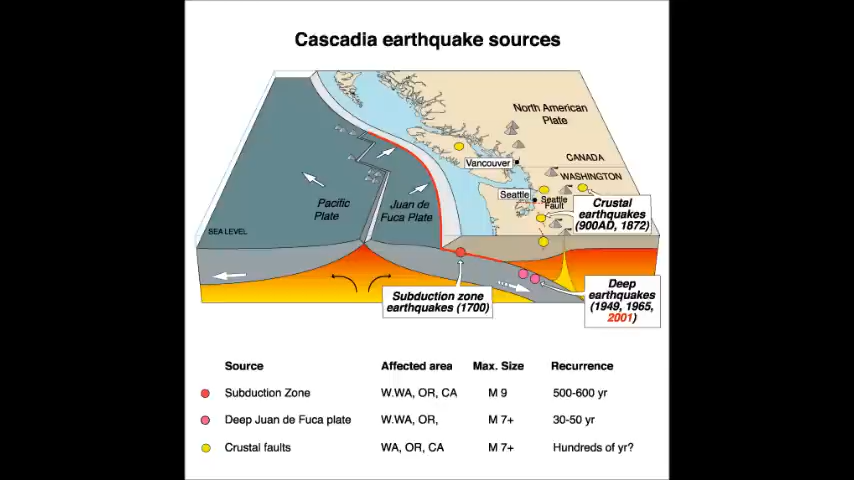 Cascadia earthquake sources
North American
Plate
CANADA
Vancouver
WASHINGTON
Seattle
Seattle
Fault
Crustal
earthquakes
(900AD, 1872)
Pacific
Plate
Juan de
Fuca Plate
SEA LEVEL
Subduction zone
earthquakes (1700)
Deep
earthquakes
(1949, 1965,
2001)
Source Affected area Max. Size Recurrence
Subduction Zone W.WA, OR, CA M 9 500-600 yr
Deep Juan de Fuca plate W.WA, OR, M 7+ 30-50 yr
Crustal faults WA, OR, CA M 7+ Hundreds of yr?